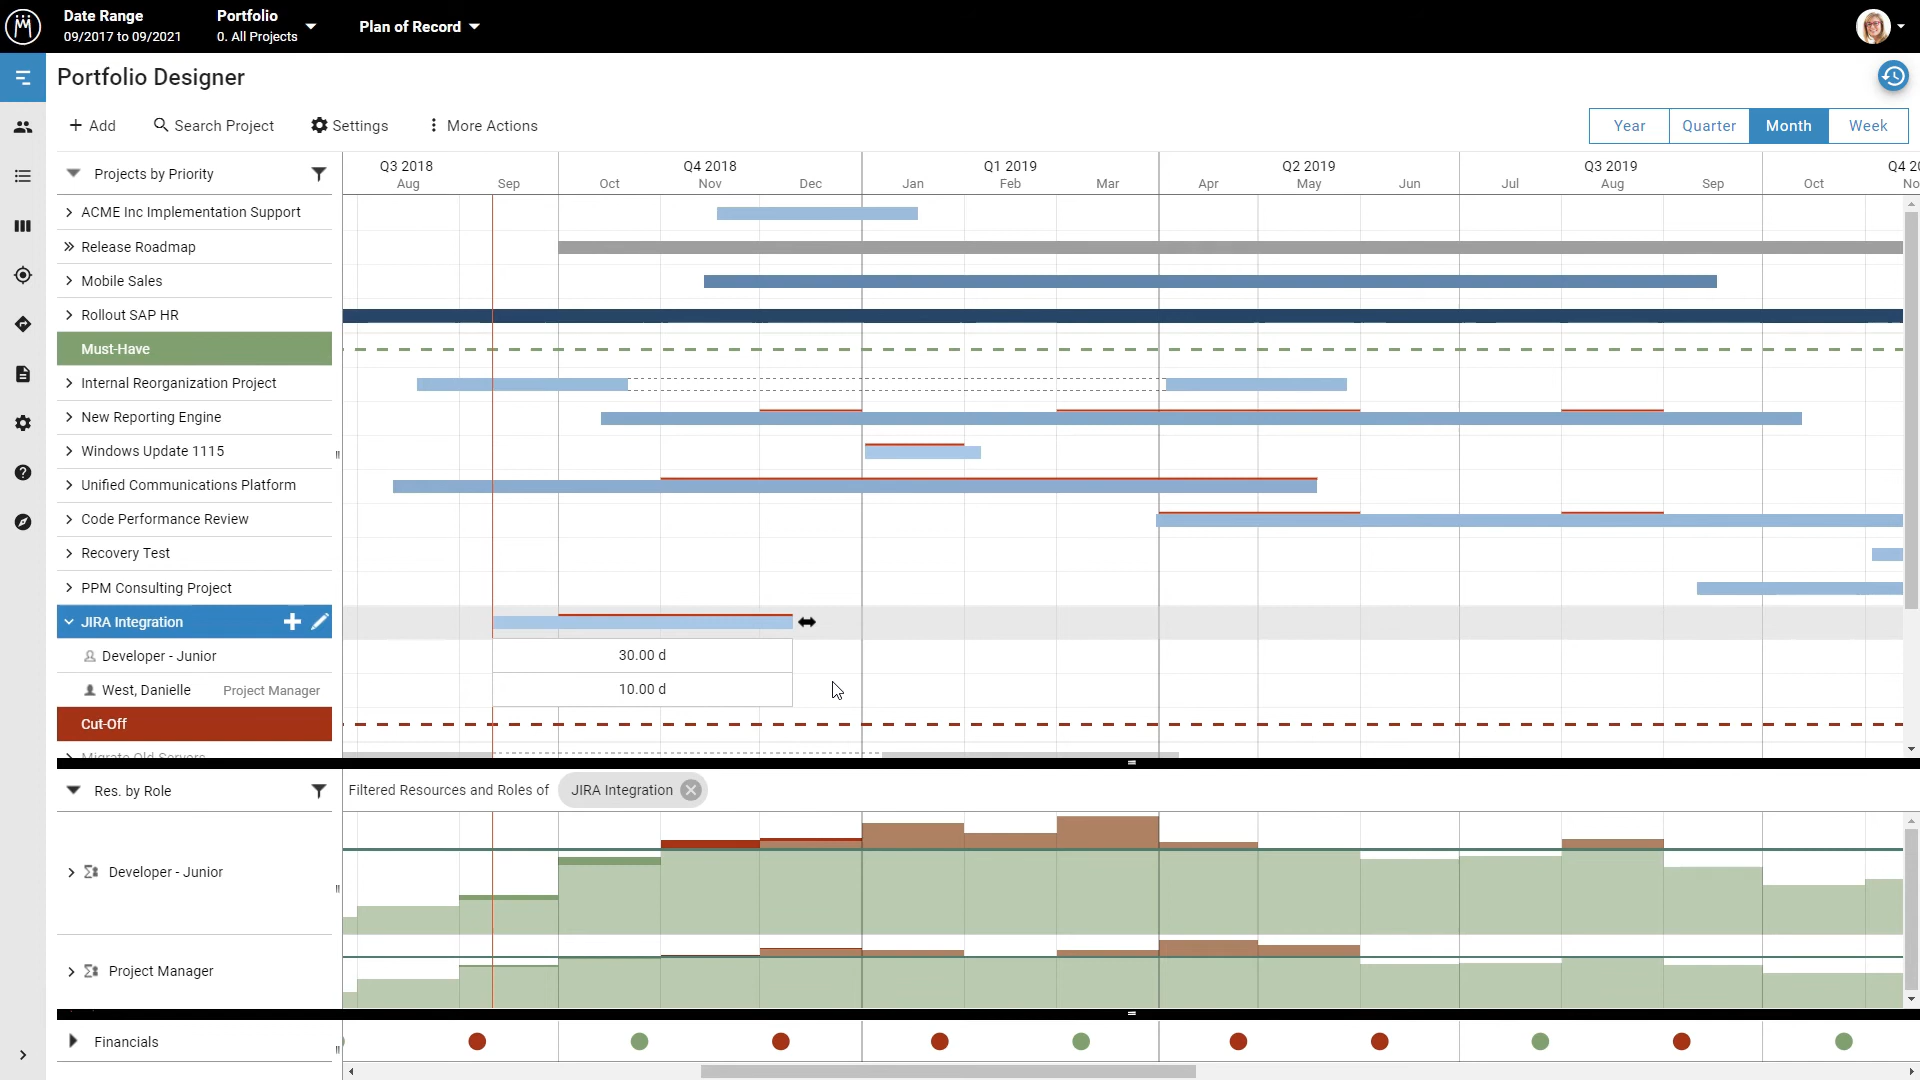 Date Range
09/2017 to 09/2021
Portfolio
0. All Projects
Plan of Record
Portfolio Designer
Add
Search Project
Settings
More Actions
Year
Quarter
Month
Week
Projects by Priority
Q3 2018
Q4 2018
Q1 2019
Q2 2019
Q3 2019
Q4 20
Aug
Sep
Oct
Nov
Dec
Jan
Feb
Mar
Apr
May
Jun
Jul
Aug
Sep
Oct
No
ACME Inc Implementation Support
Release Roadmap
Mobile Sales
Rollout SAP HR
Must-Have
Internal Reorganization Project
New Reporting Engine
Windows Update 1115
Unified Communications Platform
Code Performance Review
Recovery Test
PPM Consulting Project
JIRA Integration
Developer - Junior
30.00 d
West, Danielle
Project Manager
10.00 d
Cut-Off
Migrate Old Servers
Res. by Role
Filtered Resources and Roles of
JIRA Integration
Developer - Junior
Project Manager
Financials